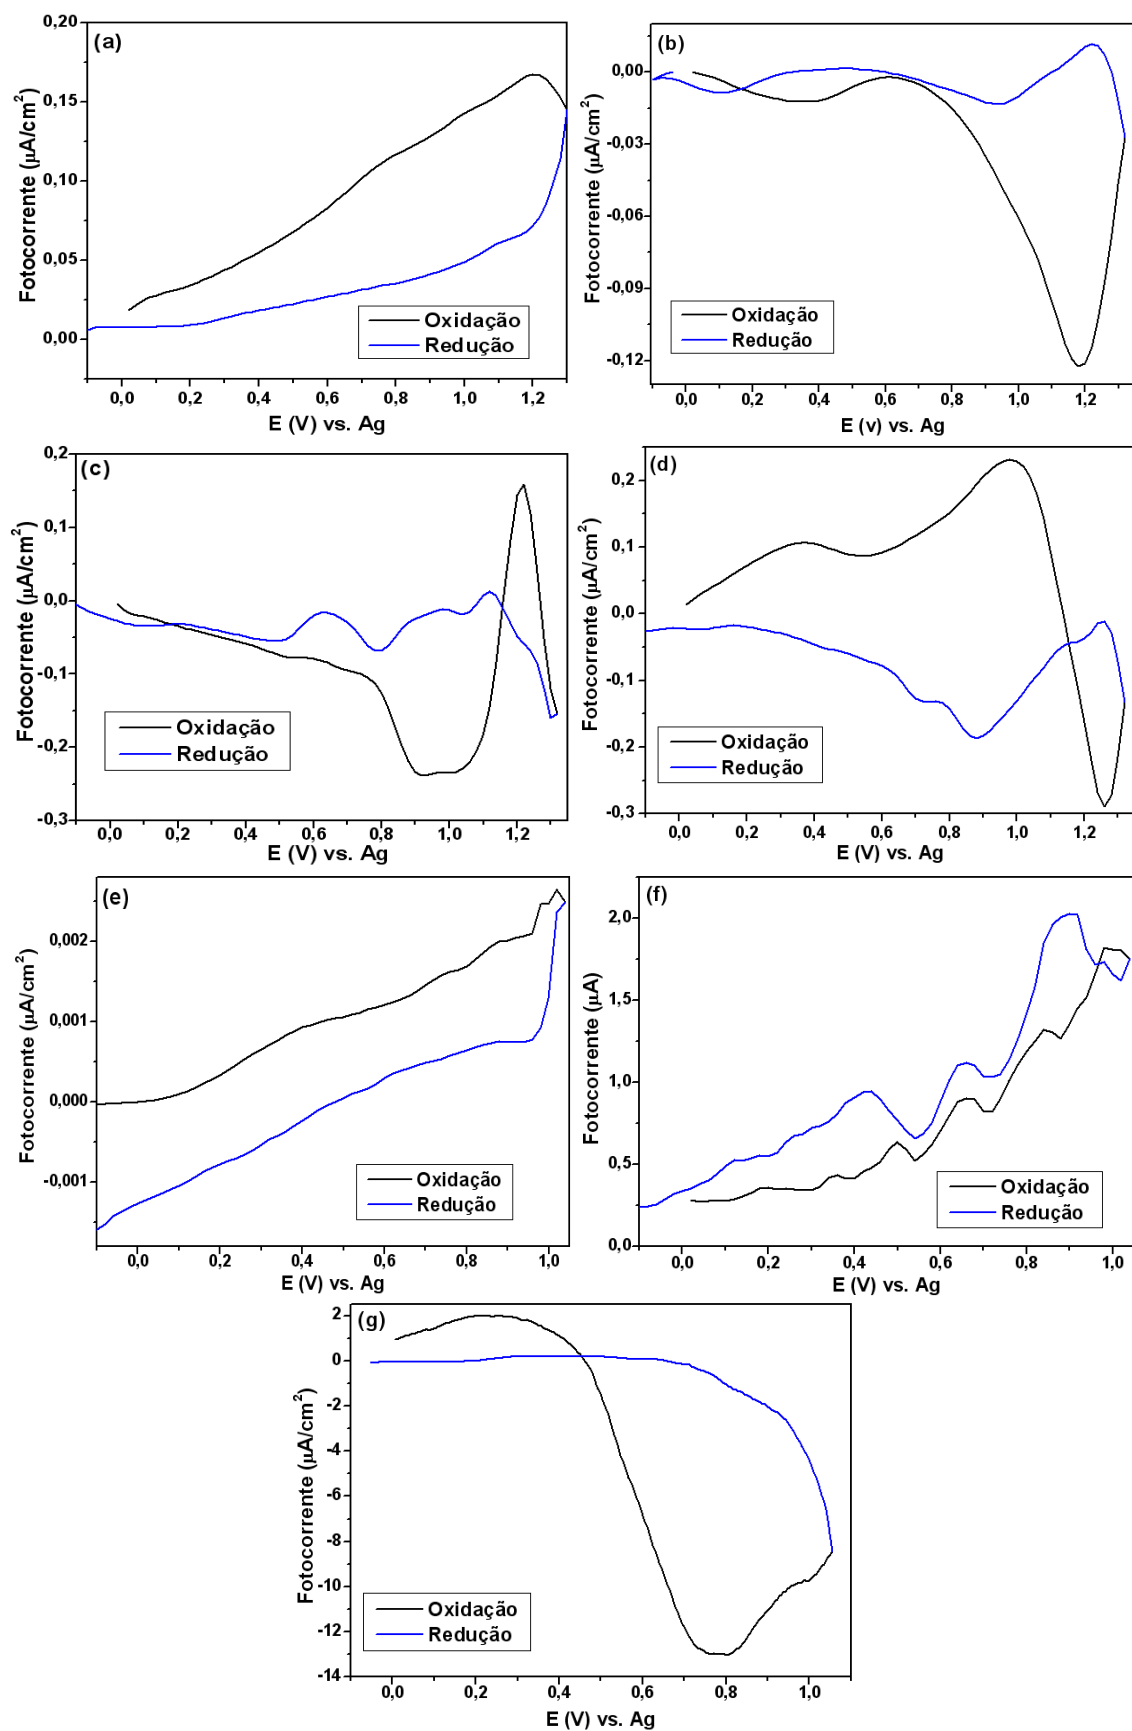 (a)
Fotocorrente (µA/cm²)
0,20
0,15
0,10
0,05
0,00
0,0 0,2 0,4 0,6 0,8 1,0 1,2
E (V) vs. Ag
Oxidação
Redução
(b)
Fotocorrente (µA/cm²)
0,00
-0,03
-0,06
-0,09
-0,12
0,0 0,2 0,4 0,6 0,8 1,0 1,2
E (v) vs. Ag
Oxidação
Redução
(c)
Fotocorrente (µA/cm²)
0,2
0,1
0,0
-0,1
-0,2
-0,3
0,0 0,2 0,4 0,6 0,8 1,0 1,2
E (V) vs. Ag
Oxidação
Redução
(d)
Fotocorrente (µA/cm²)
0,2
0,1
0,0
-0,1
-0,2
-0,3
0,0 0,2 0,4 0,6 0,8 1,0 1,2
E (V) vs. Ag
Oxidação
Redução
(e)
Fotocorrente (µA/cm²)
0,002
0,001
0,000
-0,001
0,0 0,2 0,4 0,6 0,8 1,0
E (V) vs. Ag
Oxidação
Redução
(f)
Fotocorrente (µA)
2,0
1,5
1,0
0,5
0,0
0,0 0,2 0,4 0,6 0,8 1,0
E (V) vs. Ag
Oxidação
Redução
(g)
Fotocorrente (µA/cm²)
2
0
-2
-4
-6
-8
-10
-12
-14
0,0 0,2 0,4 0,6 0,8 1,0
E (V) vs. Ag
Oxidação
Redução